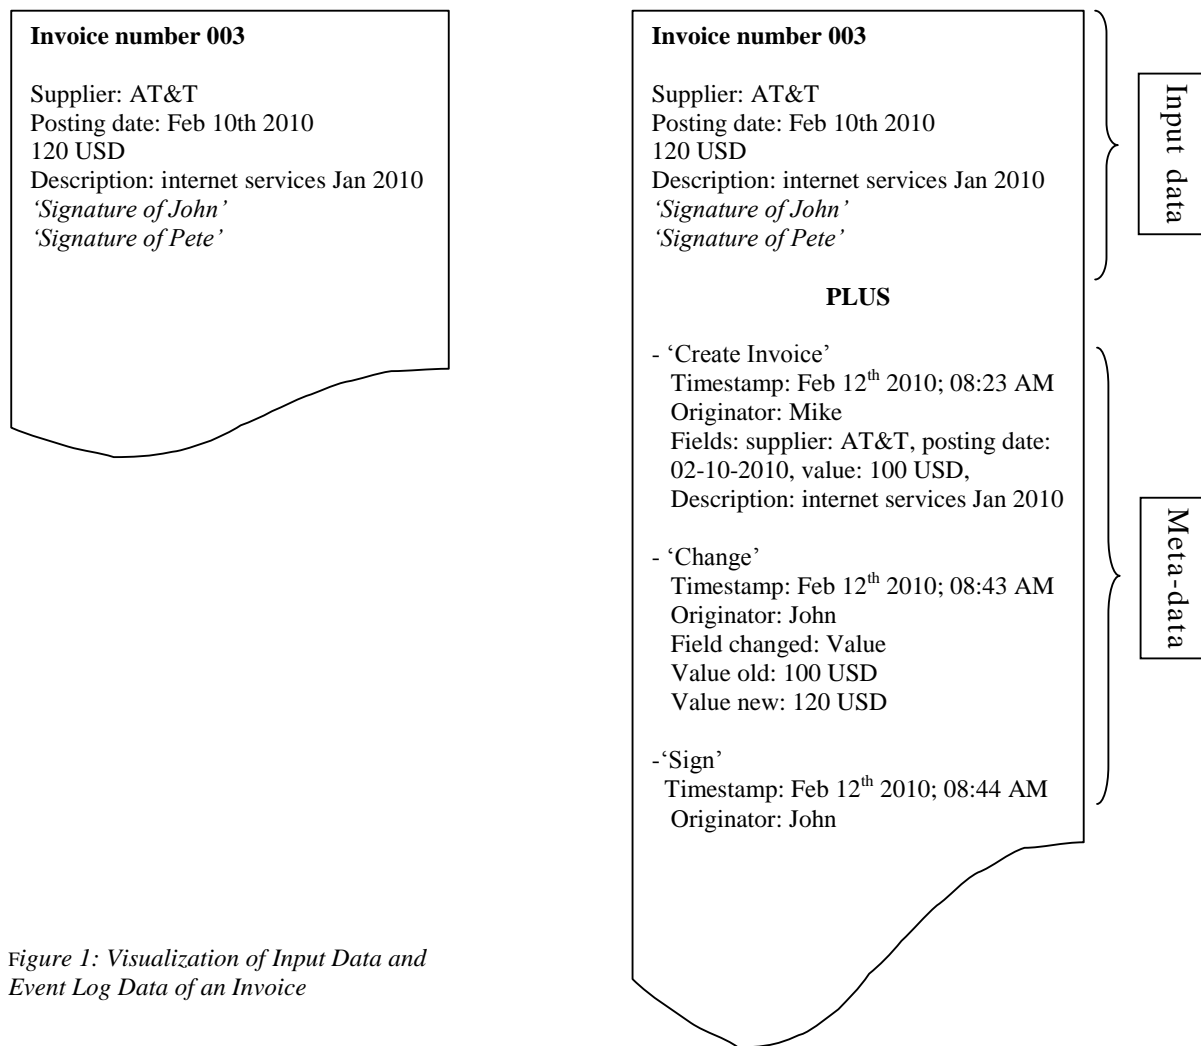 Invoice number 003
Supplier: AT&T
Posting date: Feb 10th 2010
120 USD
Description: internet services Jan 2010
‘Signature of John’
‘Signature of Pete’
Invoice number 003
Supplier: AT&T
Posting date: Feb 10th 2010
120 USD
Description: internet services Jan 2010
‘Signature of John’
‘Signature of Pete’
PLUS
- ‘Create Invoice’
Timestamp: Feb 12th 2010; 08:23 AM
Originator: Mike
Fields: supplier: AT&T, posting date:
02-10-2010, value: 100 USD,
Description: internet services Jan 2010
- ‘Change’
Timestamp: Feb 12th 2010; 08:43 AM
Originator: John
Field changed: Value
Value old: 100 USD
Value new: 120 USD
-‘Sign’
Timestamp: Feb 12th 2010; 08:44 AM
Originator: John
Input data
Meta-data
Figure 1: Visualization of Input Data and
Event Log Data of an Invoice